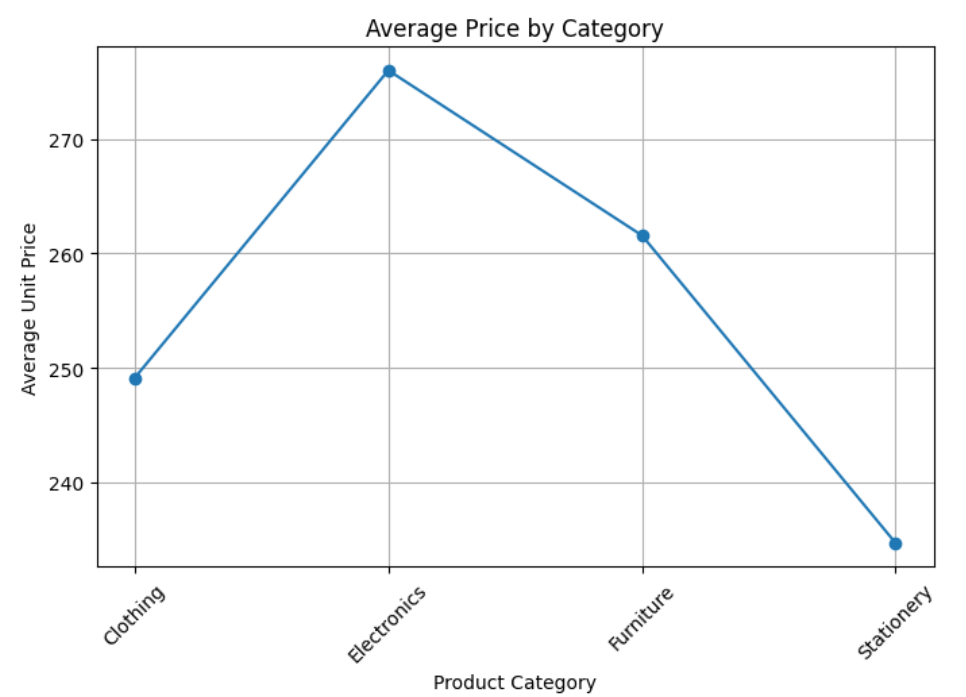 Average Price by Category
Average Unit Price
270
260
250
240
Clothing
Electronics
Furniture
Stationery
Product Category